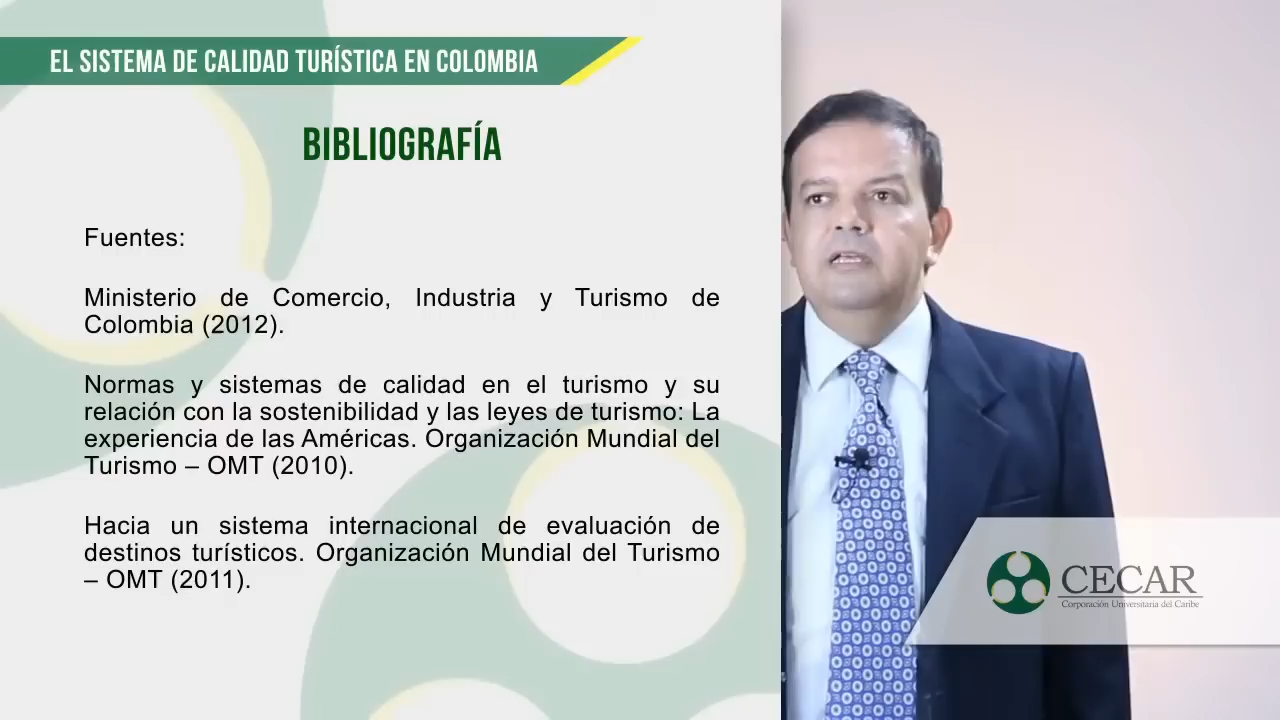 EL SISTEMA DE CALIDAD TURÍSTICA EN COLOMBIA
BIBLIOGRAFÍA
Fuentes:
Ministerio de Comercio, Industria y Turismo de
Colombia (2012).
Normas y sistemas de calidad en el turismo y su
relación con la sostenibilidad y las leyes de turismo: La
experiencia de las Américas. Organización Mundial del
Turismo – OMT (2010).
Hacia un sistema internacional de evaluación de
destinos turísticos. Organización Mundial del Turismo
– OMT (2011).
CECAR
Corporación Universitaria del Caribe